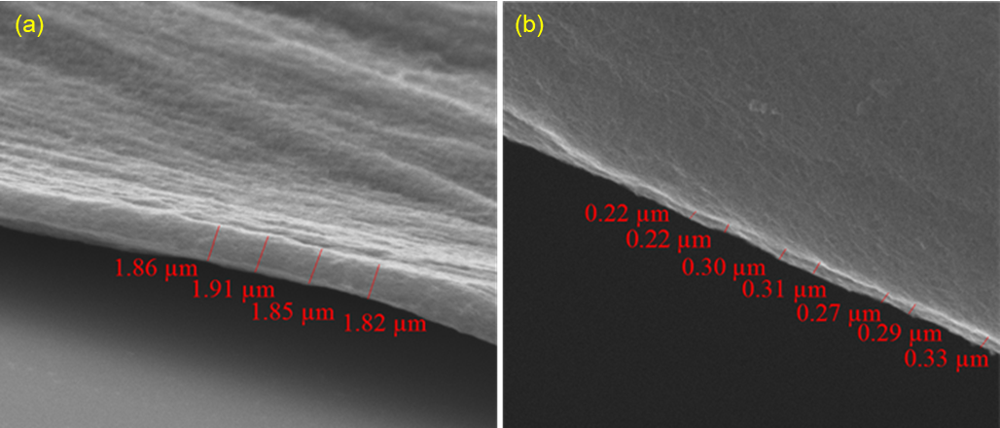 (a)
1.86 µm
1.91 µm
1.85 µm
1.82 µm
(b)
0.22 µm
0.22 µm
0.30 µm
0.31 µm
0.27 µm
0.29 µm
0.33 µm